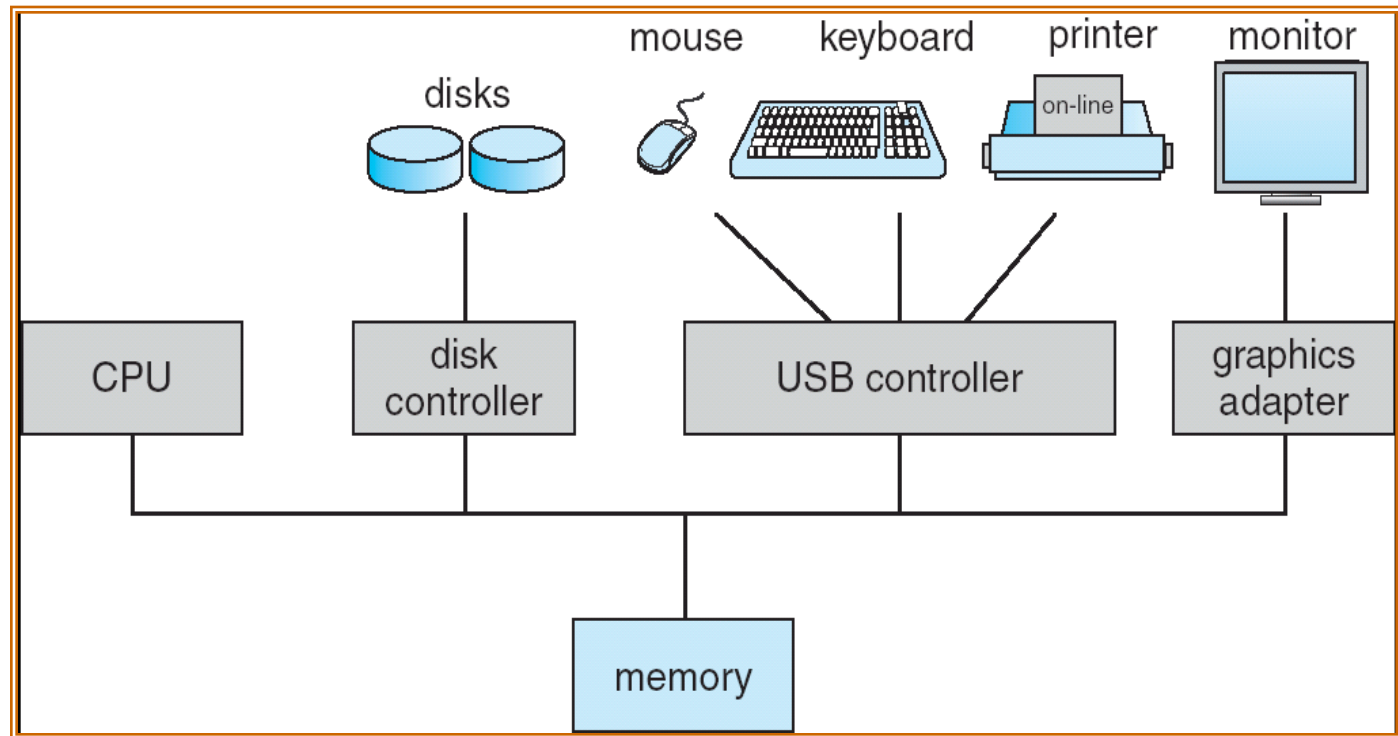 mouse
keyboard
printer
monitor
disks
on-line
CPU
disk
controller
USB controller
graphics
adapter
memory